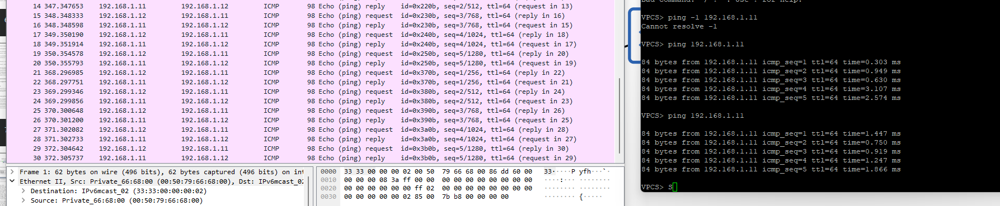 14 347.347653 192.168.1.11 192.168.1.12 ICMP 98 Echo (ping) reply id=0x220b, seq=2/512, ttl=64 (request in 13)
15 348.348333 192.168.1.12 192.168.1.11 ICMP 98 Echo (ping) request id=0x230b, seq=3/768, ttl=64 (reply in 16)
16 348.348598 192.168.1.11 192.168.1.12 ICMP 98 Echo (ping) reply id=0x230b, seq=3/768, ttl=64 (request in 15)
17 349.350190 192.168.1.12 192.168.1.11 ICMP 98 Echo (ping) request id=0x240b, seq=4/1024, ttl=64 (reply in 18)
18 349.351914 192.168.1.11 192.168.1.12 ICMP 98 Echo (ping) reply id=0x240b, seq=4/1024, ttl=64 (request in 17)
19 350.354578 192.168.1.12 192.168.1.11 ICMP 98 Echo (ping) request id=0x250b, seq=5/1280, ttl=64 (reply in 20)
20 350.355793 192.168.1.11 192.168.1.12 ICMP 98 Echo (ping) reply id=0x250b, seq=5/1280, ttl=64 (request in 19)
21 368.296985 192.168.1.12 192.168.1.11 ICMP 98 Echo (ping) request id=0x370b, seq=1/256, ttl=64 (reply in 22)
22 368.297751 192.168.1.11 192.168.1.12 ICMP 98 Echo (ping) reply id=0x370b, seq=1/256, ttl=64 (request in 21)
23 369.299346 192.168.1.12 192.168.1.11 ICMP 98 Echo (ping) request id=0x380b, seq=2/512, ttl=64 (reply in 24)
24 369.299856 192.168.1.11 192.168.1.12 ICMP 98 Echo (ping) reply id=0x380b, seq=2/512, ttl=64 (request in 23)
25 370.300648 192.168.1.12 192.168.1.11 ICMP 98 Echo (ping) request id=0x390b, seq=3/768, ttl=64 (reply in 26)
26 370.301200 192.168.1.11 192.168.1.12 ICMP 98 Echo (ping) reply id=0x390b, seq=3/768, ttl=64 (request in 25)
27 371.302082 192.168.1.12 192.168.1.11 ICMP 98 Echo (ping) request id=0x3a0b, seq=4/1024, ttl=64 (reply in 28)
28 371.302733 192.168.1.11 192.168.1.12 ICMP 98 Echo (ping) reply id=0x3a0b, seq=4/1024, ttl=64 (request in 27)
29 372.304642 192.168.1.12 192.168.1.11 ICMP 98 Echo (ping) request id=0x3b0b, seq=5/1280, ttl=64 (reply in 30)
30 372.305737 192.168.1.11 192.168.1.12 ICMP 98 Echo (ping) reply id=0x3b0b, seq=5/1280, ttl=64 (request in 29)
Frame 1: 62 bytes on wire (496 bits), 62 bytes captured (496 bits) on int
Ethernet II, Src: Private_66:68:00 (00:50:79:66:68:00), Dst: IPv6mcast_02
Destination: IPv6mcast_02 (33:33:00:00:00:02)
Source: Private_66:68:00 (00:50:79:66:68:00)
0000 33 33 00 00 00 02 00 50 79 66 68 00 86 dd 60 00 33·····P yfh···`·
0010 00 00 00 08 3a ff 00 00 00 00 00 00 00 00 00 00 ····:··· ········
0020 00 00 00 00 00 00 ff 02 00 00 00 00 00 00 00 00 ········ ········
0030 00 00 00 00 00 02 85 00 7b b8 00 00 00 00 ········ {·····
Bad command: "/ ?". Use ? for help.
VPCS> ping -1 192.168.1.11
Cannot resolve -1
VPCS> ping 192.168.1.11
84 bytes from 192.168.1.11 icmp_seq=1 ttl=64 time=0.303 ms
84 bytes from 192.168.1.11 icmp_seq=2 ttl=64 time=0.949 ms
84 bytes from 192.168.1.11 icmp_seq=3 ttl=64 time=0.630 ms
84 bytes from 192.168.1.11 icmp_seq=4 ttl=64 time=3.107 ms
84 bytes from 192.168.1.11 icmp_seq=5 ttl=64 time=2.574 ms
VPCS> ping 192.168.1.11
84 bytes from 192.168.1.11 icmp_seq=1 ttl=64 time=1.447 ms
84 bytes from 192.168.1.11 icmp_seq=2 ttl=64 time=0.750 ms
84 bytes from 192.168.1.11 icmp_seq=3 ttl=64 time=0.919 ms
84 bytes from 192.168.1.11 icmp_seq=4 ttl=64 time=1.247 ms
84 bytes from 192.168.1.11 icmp_seq=5 ttl=64 time=1.866 ms
VPCS> S